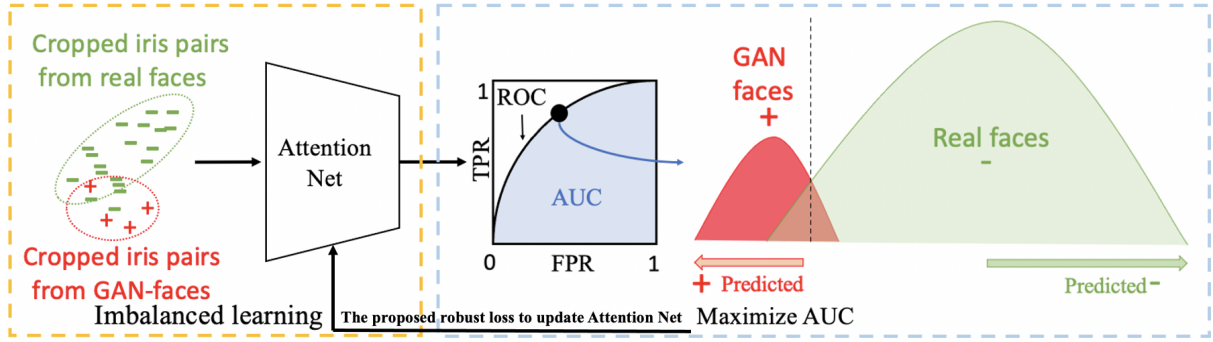 Cropped iris pairs
from real faces
Cropped iris pairs
from GAN-faces
Imbalanced learning
Attention
Net
The proposed robust loss to update Attention Net
1
ROC
TPR
AUC
0
FPR
1
GAN
faces
+
Real faces
-
+ Predicted
Predicted -
Maximize AUC